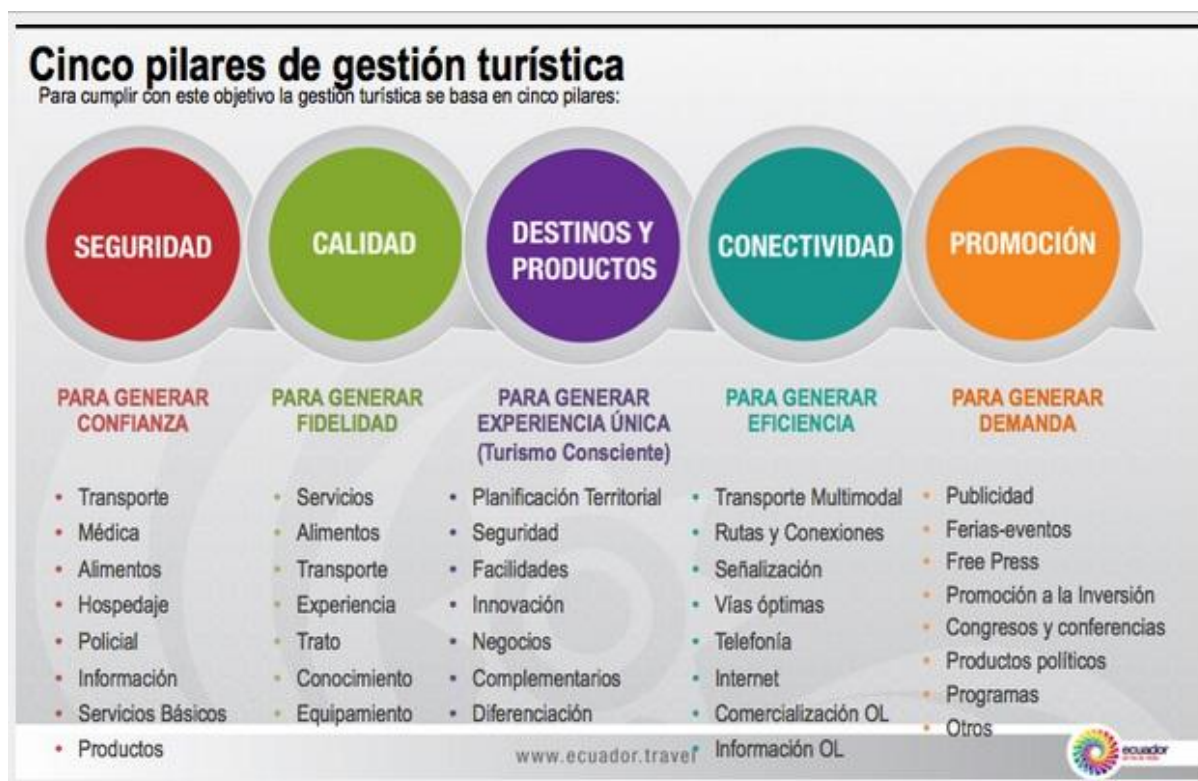 Cinco pilares de gestión turística
Para cumplir con este objetivo la gestión turística se basa en cinco pilares:
SEGURIDAD
CALIDAD
DESTINOS Y
PRODUCTOS
CONECTIVIDAD
PROMOCIÓN
PARA GENERAR
CONFIANZA
• Transporte
• Médica
• Alimentos
• Hospedaje
• Policial
• Información
• Servicios Básicos
• Productos
PARA GENERAR
FIDELIDAD
• Servicios
• Alimentos
• Transporte
• Experiencia
• Trato
• Conocimiento
• Equipamiento
PARA GENERAR
EXPERIENCIA ÚNICA
(Turismo Consciente)
• Planificación Territorial
• Seguridad
• Facilidades
• Innovación
• Negocios
• Complementarios
• Diferenciación
PARA GENERAR
EFICIENCIA
• Transporte Multimodal
• Rutas y Conexiones
• Señalización
• Vías óptimas
• Telefonía
• Internet
• Comercialización OL
• Información OL
PARA GENERAR
DEMANDA
• Publicidad
• Ferias-eventos
• Free Press
• Promoción a la Inversión
• Congresos y conferencias
• Productos políticos
• Programas
• Otros
www.ecuador.travel
ecuador